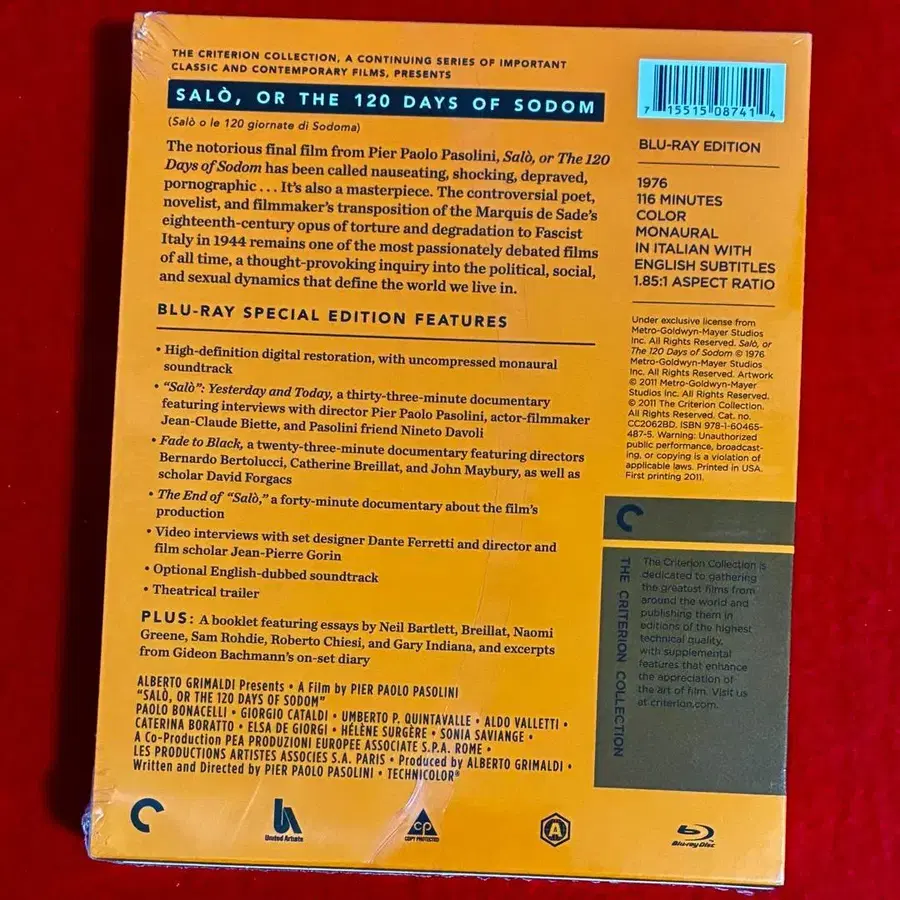 THE CRITERION COLLECTION, A CONTINUING SERIES OF IMPORTANT
CLASSIC AND CONTEMPORARY FILMS, PRESENTS
SALÒ, OR THE 120 DAYS OF SODOM
(Salò o le 120 giornate di Sodoma)
The notorious final film from Pier Paolo Pasolini, Salò, or The 120
Days of Sodom has been called nauseating, shocking, depraved,
pornographic . . . It's also a masterpiece. The controversial poet,
novelist, and filmmaker's transposition of the Marquis de Sade's
eighteenth-century opus of torture and degradation to Fascist
Italy in 1944 remains one of the most passionately debated films
of all time, a thought-provoking inquiry into the political, social,
and sexual dynamics that define the world we live in.
BLU-RAY SPECIAL EDITION FEATURES
• High-definition digital restoration, with uncompressed monaural
soundtrack
• "Salò": Yesterday and Today, a thirty-three-minute documentary
featuring interviews with director Pier Paolo Pasolini, actor-filmmaker
Jean-Claude Biette, and Pasolini friend Nineto Davoli
• Fade to Black, a twenty-three-minute documentary featuring directors
Bernardo Bertolucci, Catherine Breillat, and John Maybury, as well as
scholar David Forgacs
• The End of "Salò," a forty-minute documentary about the film's
production
• Video interviews with set designer Dante Ferretti and director and
film scholar Jean-Pierre Gorin
• Optional English-dubbed soundtrack
• Theatrical trailer
PLUS: A booklet featuring essays by Neil Bartlett, Breillat, Naomi
Greene, Sam Rohdie, Roberto Chiesi, and Gary Indiana, and excerpts
from Gideon Bachmann's on-set diary
ALBERTO GRIMALDI Presents • A Film by PIER PAOLO PASOLINI
"SALÒ, OR THE 120 DAYS OF SODOM"
PAOLO BONACELLI • GIORGIO CATALDI • UMBERTO P. QUINTAVALLE • ALDO VALLETTI •
CATERINA BORATTO • ELSA DE GIORGI • HÉLÈNE SURGÈRE • SONIA SAVIANGE •
A Co-Production PEA PRODUZIONI EUROPEE ASSOCIATE S.P.A. ROME •
LES PRODUCTIONS ARTISTES ASSOCIES S.A. PARIS • Produced by ALBERTO GRIMALDI •
Written and Directed by PIER PAOLO PASOLINI • TECHNICOLOR®
United Artists
CP
COPY PROTECTED
A
Blu-ray Disc
7 15515 08741 4
BLU-RAY EDITION
1976
116 MINUTES
COLOR
MONAURAL
IN ITALIAN WITH
ENGLISH SUBTITLES
1.85:1 ASPECT RATIO
Under exclusive license from
Metro-Goldwyn-Mayer Studios
Inc. All Rights Reserved. Salò, or
The 120 Days of Sodom © 1976
Metro-Goldwyn-Mayer Studios
Inc. All Rights Reserved. Artwork
© 2011 Metro-Goldwyn-Mayer
Studios Inc. All Rights Reserved.
© 2011 The Criterion Collection.
All Rights Reserved. Cat. no.
CC2062BD. ISBN 978-1-60465-
487-5. Warning: Unauthorized
public performance, broadcast-
ing, or copying is a violation of
applicable laws. Printed in USA.
First printing 2011.
THE CRITERION COLLECTION
The Criterion Collection is
dedicated to gathering
the greatest films from
around the world and
publishing them in
editions of the highest
technical quality,
with supplemental
features that enhance
the appreciation of
the art of film. Visit us
at criterion.com.